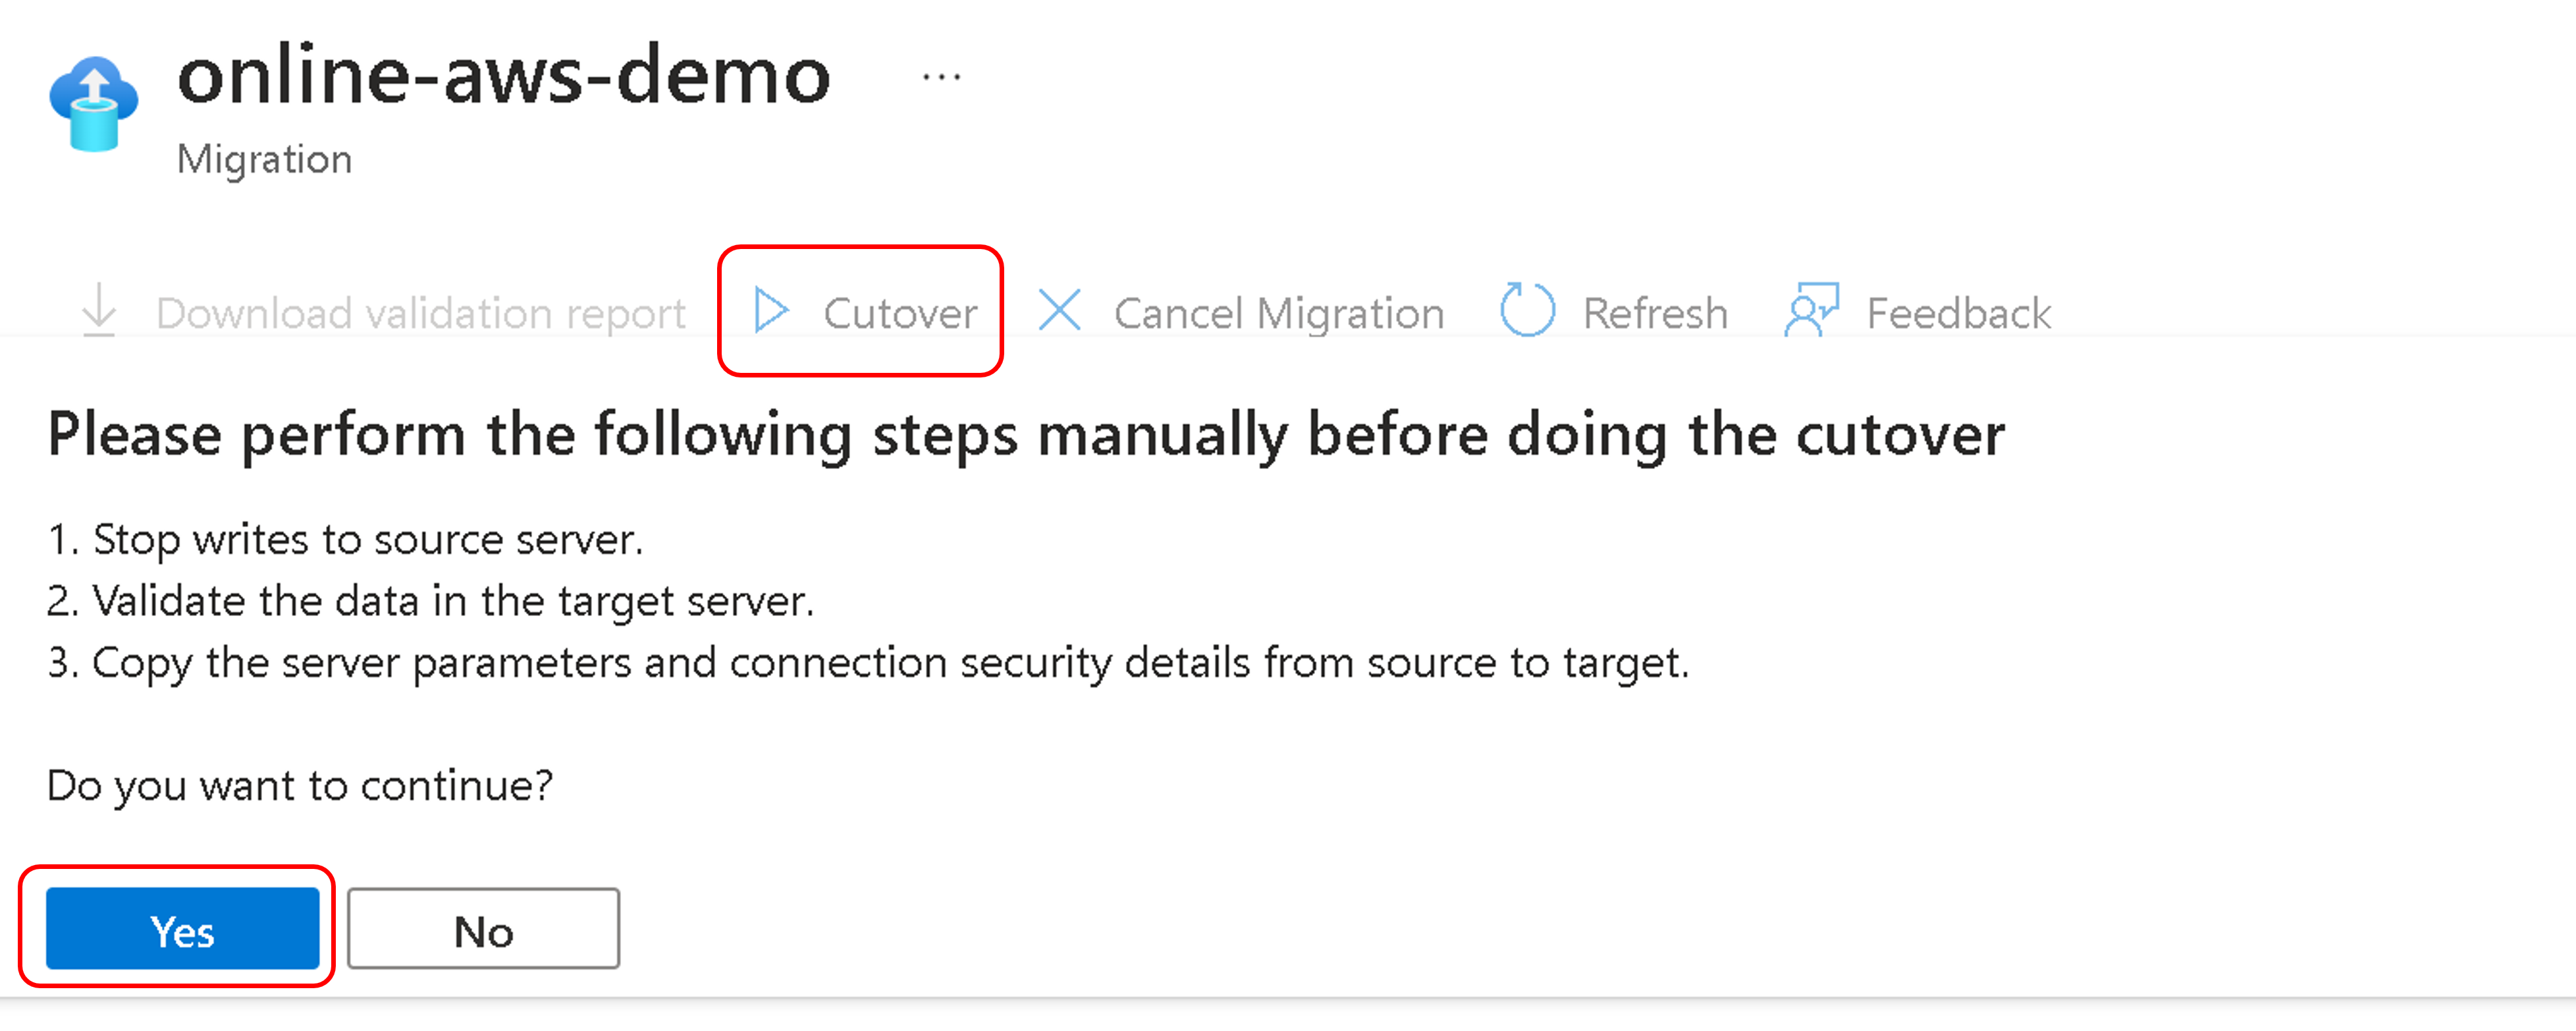 online-aws-demo ...
Migration
Download validation report Cutover Cancel Migration Refresh Feedback
Please perform the following steps manually before doing the cutover
1. Stop writes to source server.
2. Validate the data in the target server.
3. Copy the server parameters and connection security details from source to target.
Do you want to continue?
Yes No